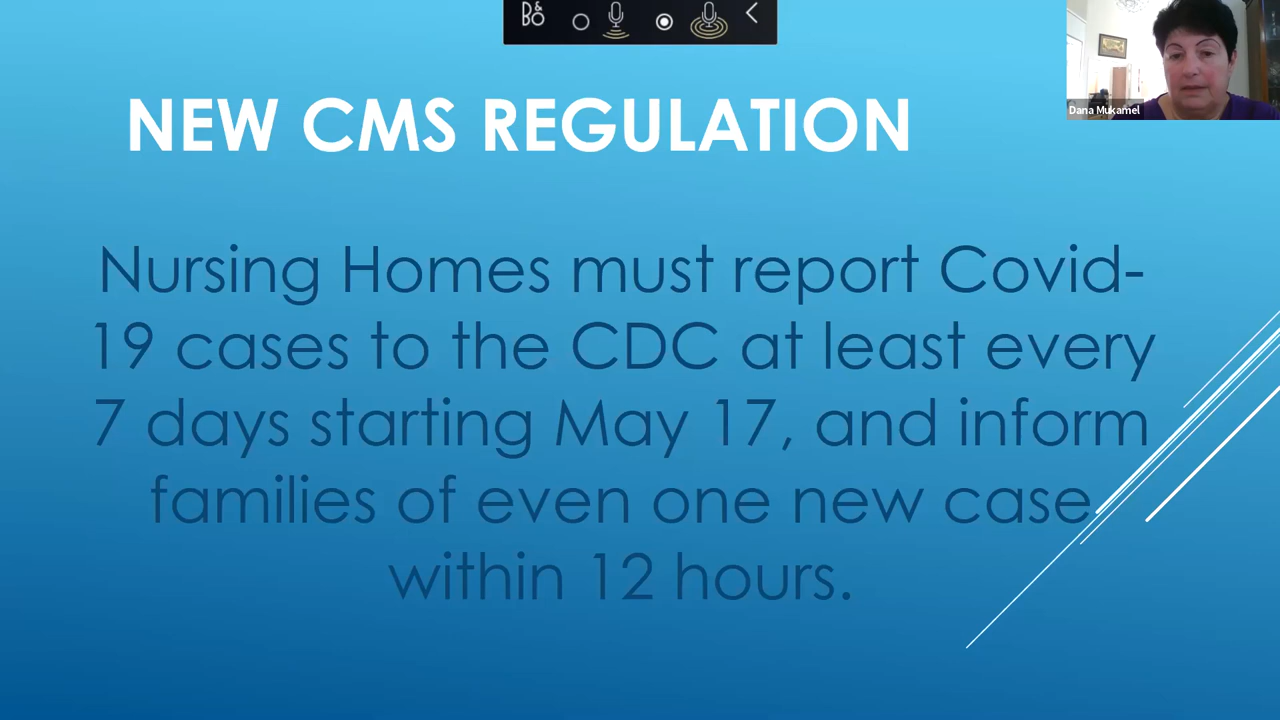 B&O
NEW CMS REGULATION
Dana Mukamel
Nursing Homes must report Covid-
19 cases to the CDC at least every
7 days starting May 17, and inform
families of even one new case
within 12 hours.